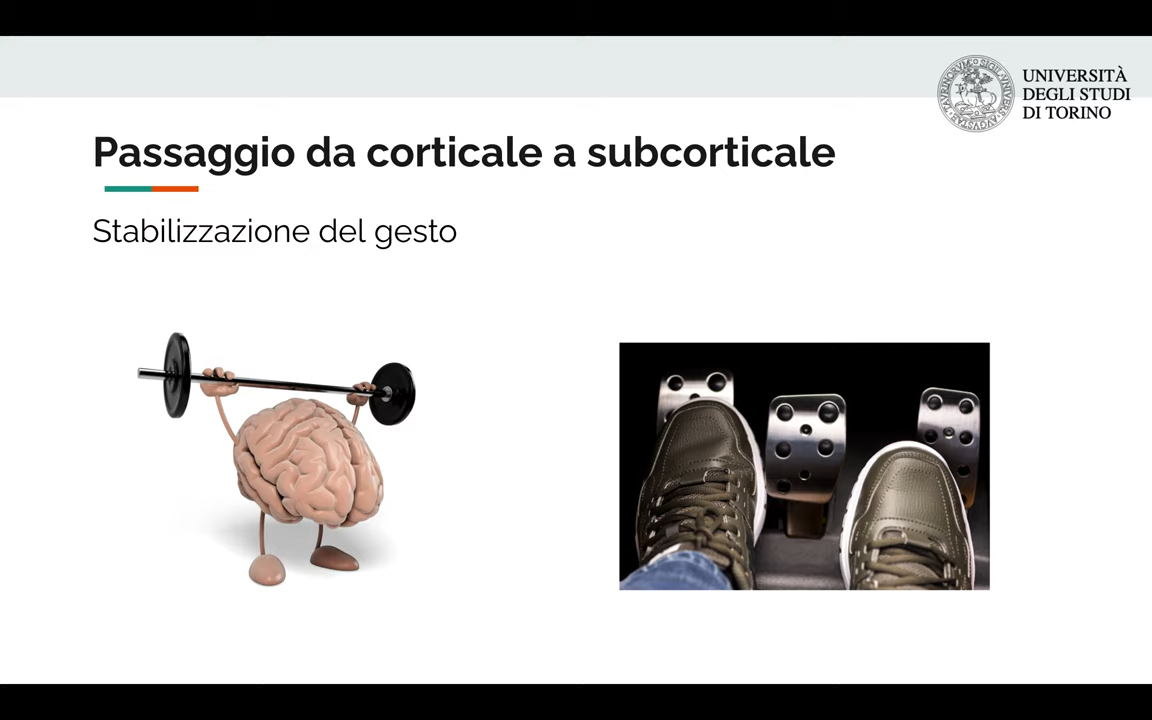 UNIVERSITÀ
DEGLI STUDI
DI TORINO
Passaggio da corticale a subcorticale
Stabilizzazione del gesto